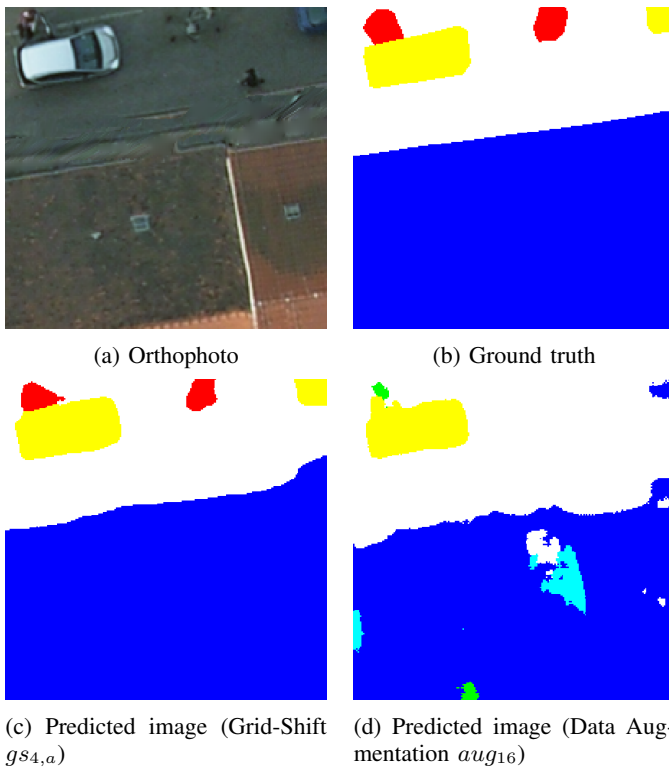 (a) Orthophoto
(b) Ground truth
(c) Predicted image (Grid-Shift
gs4,a)
(d) Predicted image (Data Aug-
mentation aug16)